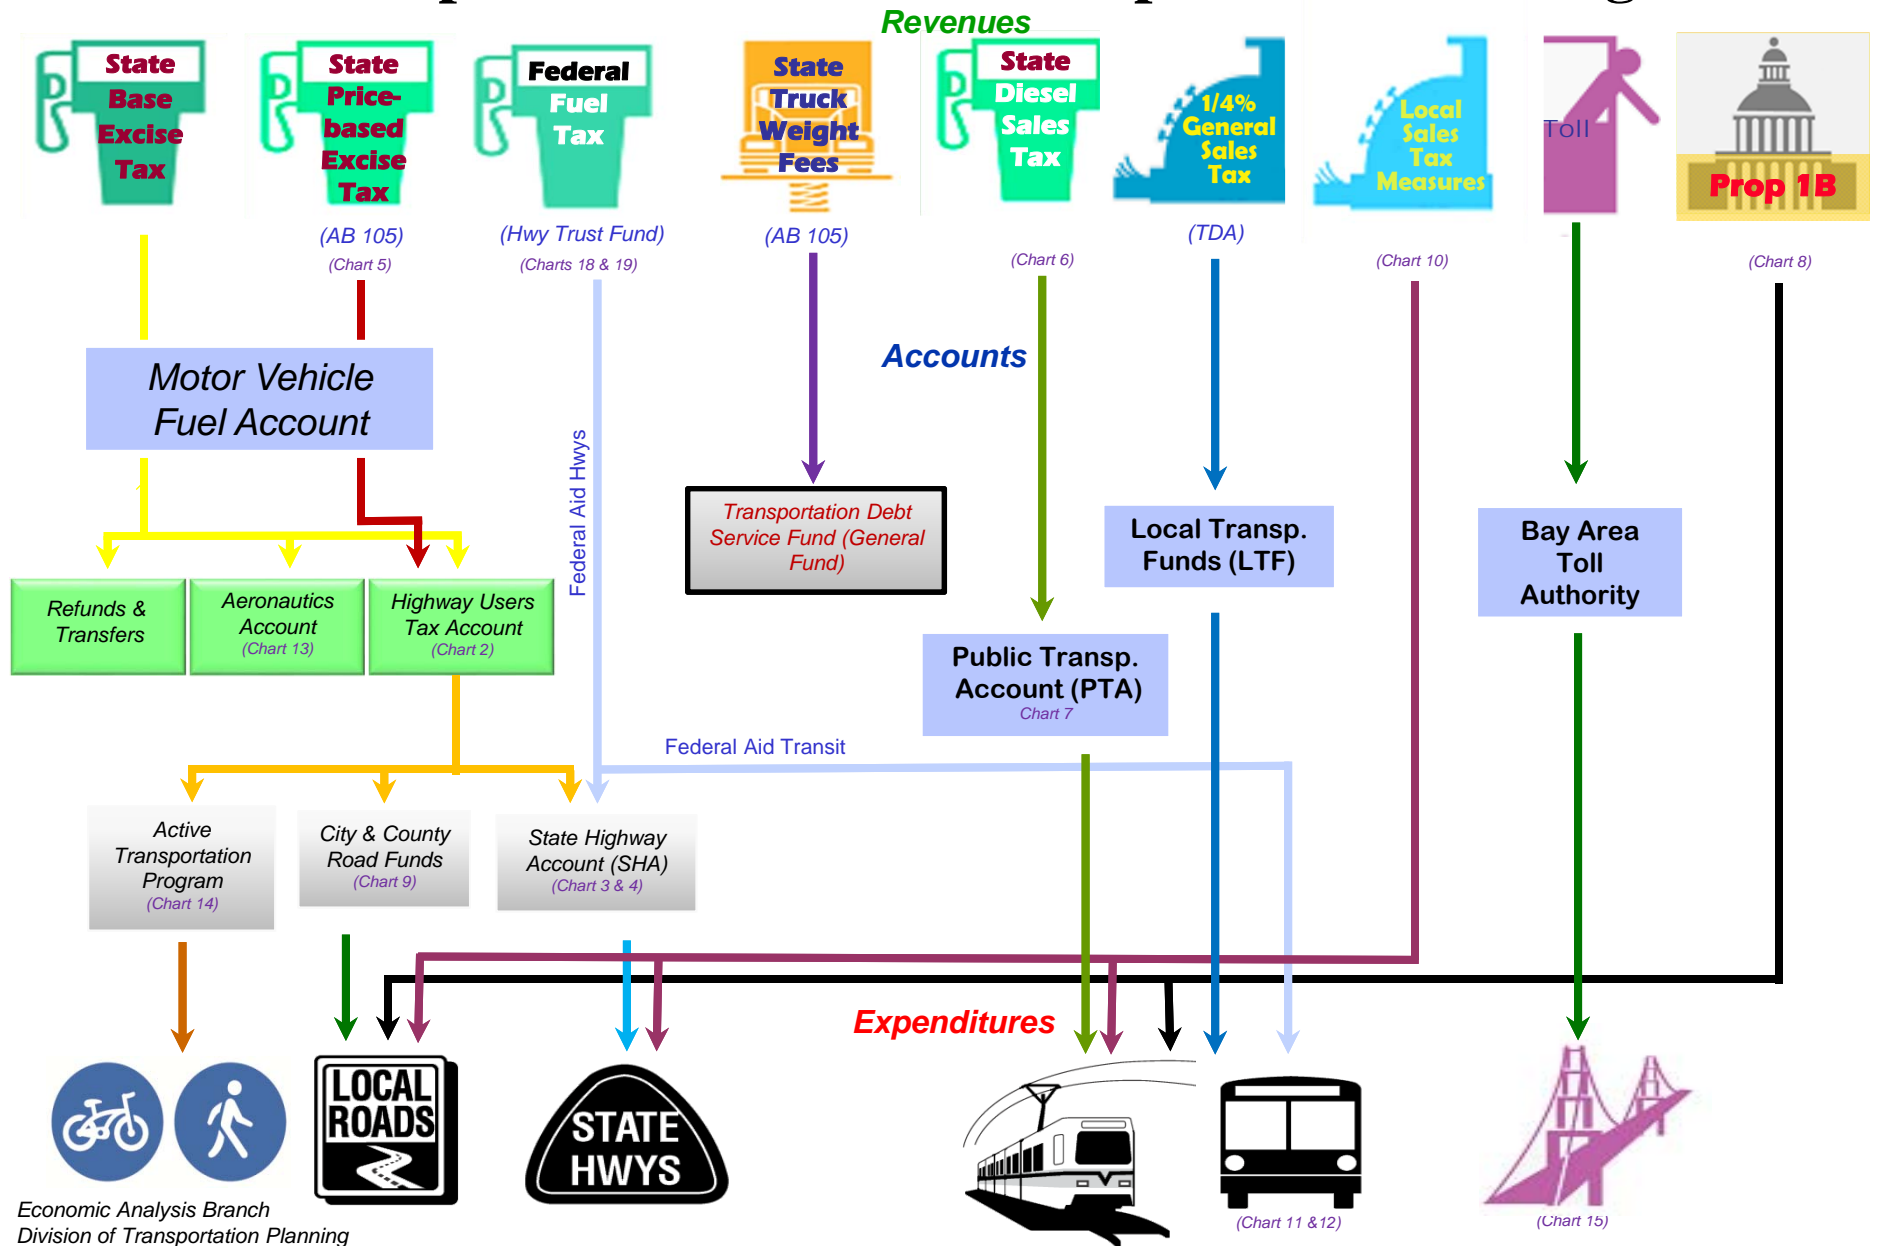 Revenues
State
Base
Excise
Tax
State
Price-
based
Excise
Tax
Federal
Fuel
Tax
State
Truck
Weight
Fees
State
Diesel
Sales
Tax
1/4%
General
Sales
Tax
Local
Sales
Tax
Measures
Toll
Prop 1B
(AB 105)
(Chart 5)
(Hwy Trust Fund)
(Charts 18 & 19)
(AB 105)
(Chart 6)
(TDA)
(Chart 10)
(Chart 8)
Accounts
Motor Vehicle
Fuel Account
Federal Aid Hwys
Transportation Debt
Service Fund (General
Fund)
Local Transp.
Funds (LTF)
Bay Area
Toll
Authority
Refunds &
Transfers
Aeronautics
Account
(Chart 13)
Highway Users
Tax Account
(Chart 2)
Public Transp.
Account (PTA)
Chart 7
Federal Aid Transit
Active
Transportation
Program
(Chart 14)
City & County
Road Funds
(Chart 9)
State Highway
Account (SHA)
(Chart 3 & 4)
Expenditures
LOCAL
ROADS
STATE
HWYS
(Chart 11 &12)
(Chart 15)
Economic Analysis Branch
Division of Transportation Planning